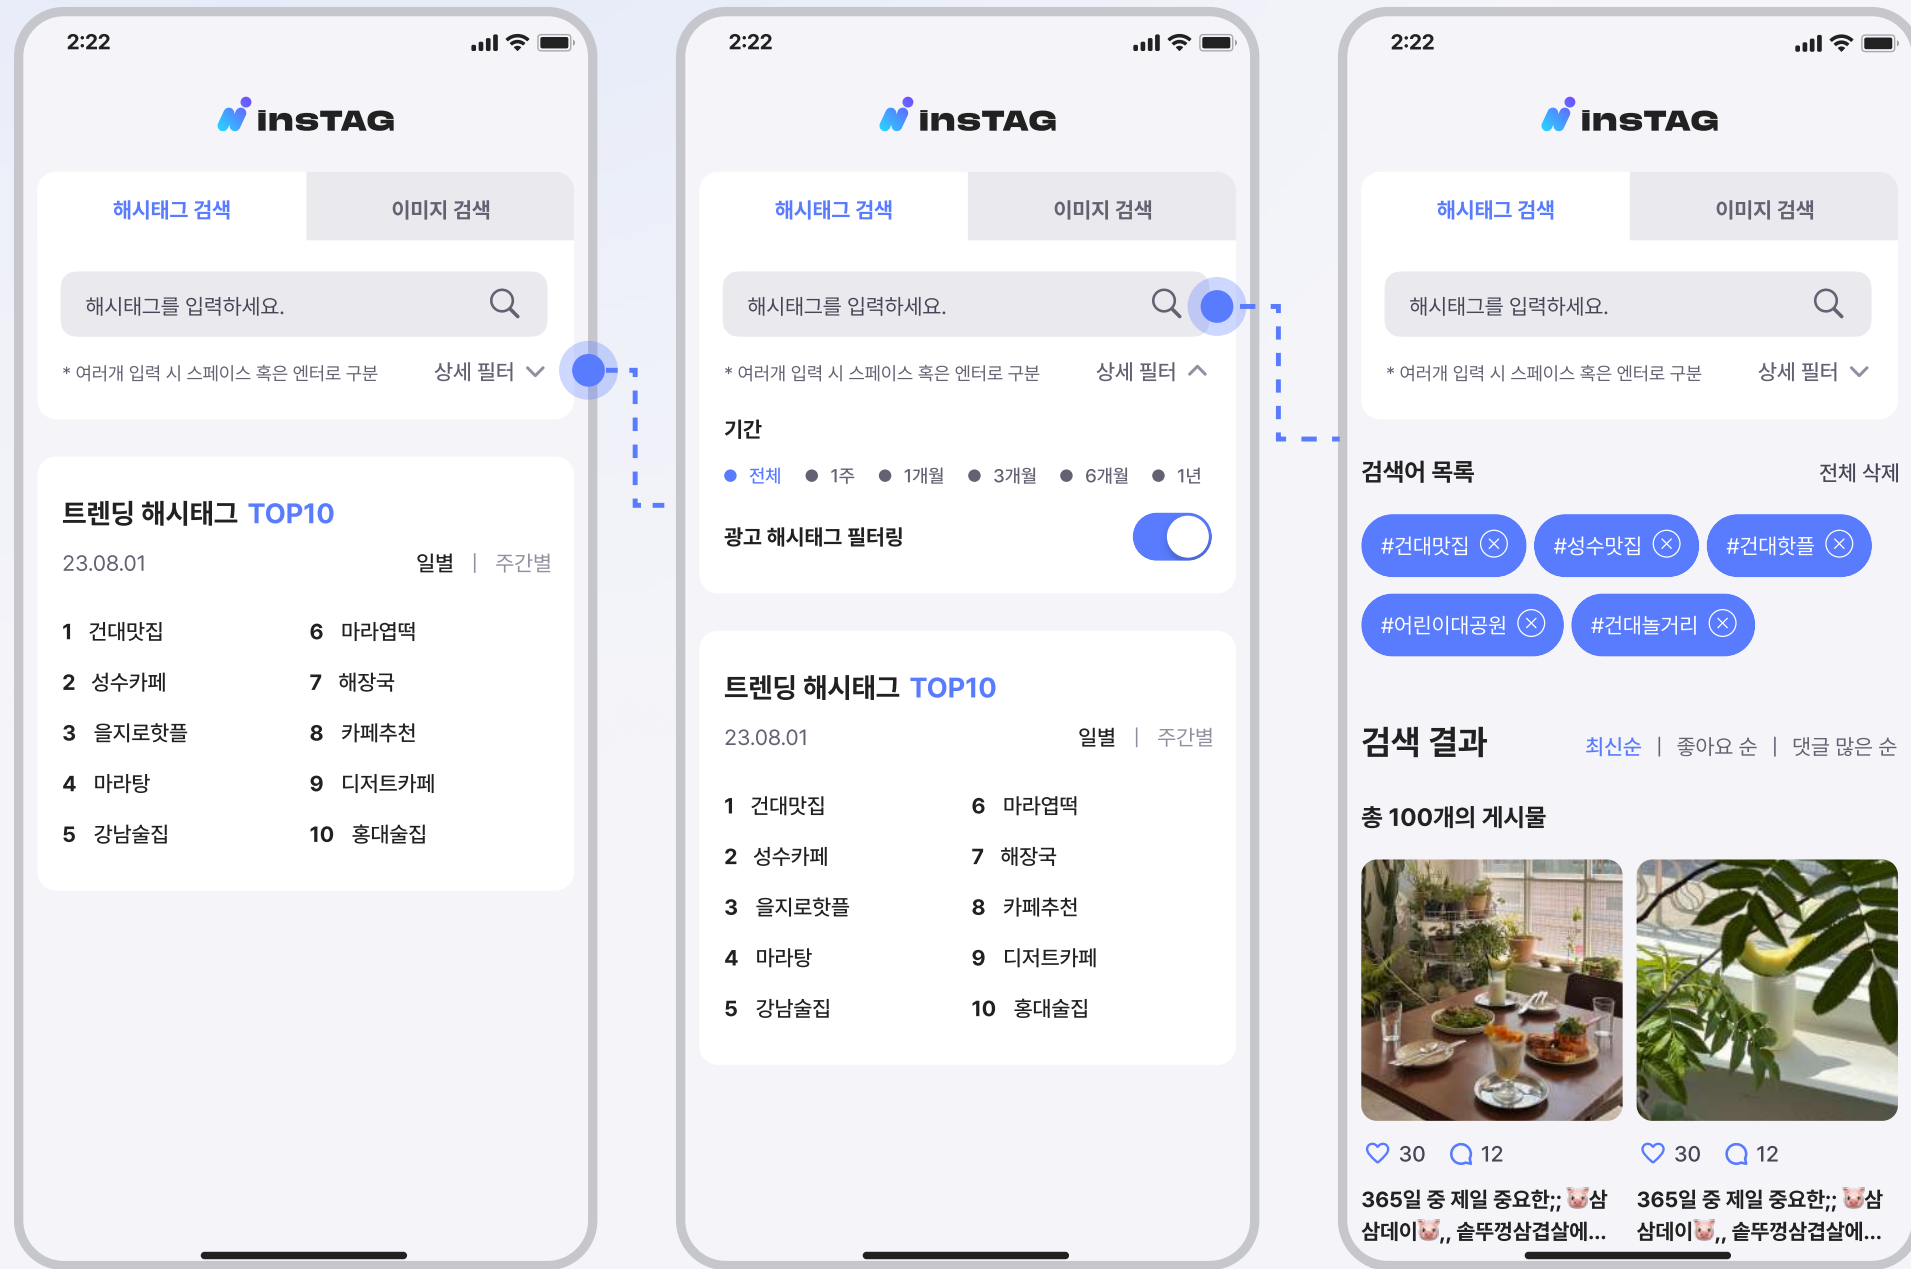 2:22
insTAG
해시태그 검색
이미지 검색
해시태그를 입력하세요.
* 여러개 입력 시 스페이스 혹은 엔터로 구분
상세 필터
트렌딩 해시태그 TOP10
23.08.01
일별 | 주간별
1 건대맛집
2 성수카페
3 을지로핫플
4 마라탕
5 강남술집
6 마라엽떡
7 해장국
8 카페추천
9 디저트카페
10 홍대술집
2:22
insTAG
해시태그 검색
이미지 검색
해시태그를 입력하세요.
* 여러개 입력 시 스페이스 혹은 엔터로 구분
상세 필터
기간
전체 1주 1개월 3개월 6개월 1년
광고 해시태그 필터링
트렌딩 해시태그 TOP10
23.08.01
일별 | 주간별
1 건대맛집
2 성수카페
3 을지로핫플
4 마라탕
5 강남술집
6 마라엽떡
7 해장국
8 카페추천
9 디저트카페
10 홍대술집
2:22
insTAG
해시태그 검색
이미지 검색
해시태그를 입력하세요.
* 여러개 입력 시 스페이스 혹은 엔터로 구분
상세 필터
검색어 목록
전체 삭제
#건대맛집 #성수맛집 #건대핫플
#어린이대공원 #건대놀거리
검색 결과
최신순 | 좋아요 순 | 댓글 많은 순
총 100개의 게시물
30 12
365일 중 제일 중요한;; 🐷삼
삼데이🐷,, 솥뚜껑삼겹살에...
30 12
365일 중 제일 중요한;; 🐷삼
삼데이🐷,, 솥뚜껑삼겹살에...